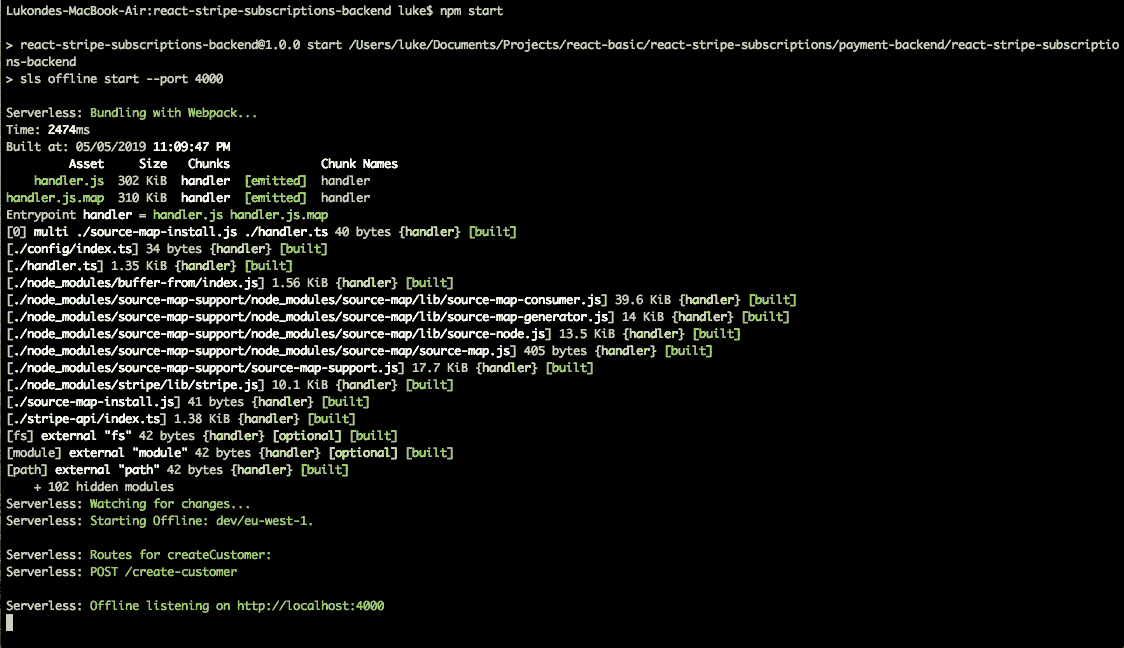 Lukondes-MacBook-Air:react-stripe-subscriptions-backend luke$ npm start
> react-stripe-subscriptions-backend@1.0.0 start /Users/luke/Documents/Projects/react-basic/react-stripe-subscriptions/payment-backend/react-stripe-subscriptio
ns-backend
> sls offline start --port 4000
Serverless: Bundling with Webpack...
Time: 2474ms
Built at: 05/05/2019 11:09:47 PM
Asset Size Chunks Chunk Names
handler.js 302 KiB handler [emitted] handler
handler.js.map 310 KiB handler [emitted] handler
Entrypoint handler = handler.js handler.js.map
[0] multi ./source-map-install.js ./handler.ts 40 bytes {handler} [built]
[./config/index.ts] 34 bytes {handler} [built]
[./handler.ts] 1.35 KiB {handler} [built]
[./node_modules/buffer-from/index.js] 1.56 KiB {handler} [built]
[./node_modules/source-map-support/node_modules/source-map/lib/source-map-consumer.js] 39.6 KiB {handler} [built]
[./node_modules/source-map-support/node_modules/source-map/lib/source-map-generator.js] 14 KiB {handler} [built]
[./node_modules/source-map-support/node_modules/source-map/lib/source-node.js] 13.5 KiB {handler} [built]
[./node_modules/source-map-support/node_modules/source-map/source-map.js] 405 bytes {handler} [built]
[./node_modules/source-map-support/source-map-support.js] 17.7 KiB {handler} [built]
[./node_modules/stripe/lib/stripe.js] 10.1 KiB {handler} [built]
[./source-map-install.js] 41 bytes {handler} [built]
[./stripe-api/index.ts] 1.38 KiB {handler} [built]
[fs] external "fs" 42 bytes {handler} [optional] [built]
[module] external "module" 42 bytes {handler} [optional] [built]
[path] external "path" 42 bytes {handler} [built]
+ 102 hidden modules
Serverless: Watching for changes...
Serverless: Starting Offline: dev/eu-west-1.
Serverless: Routes for createCustomer:
Serverless: POST /create-customer
Serverless: Offline listening on http://localhost:4000